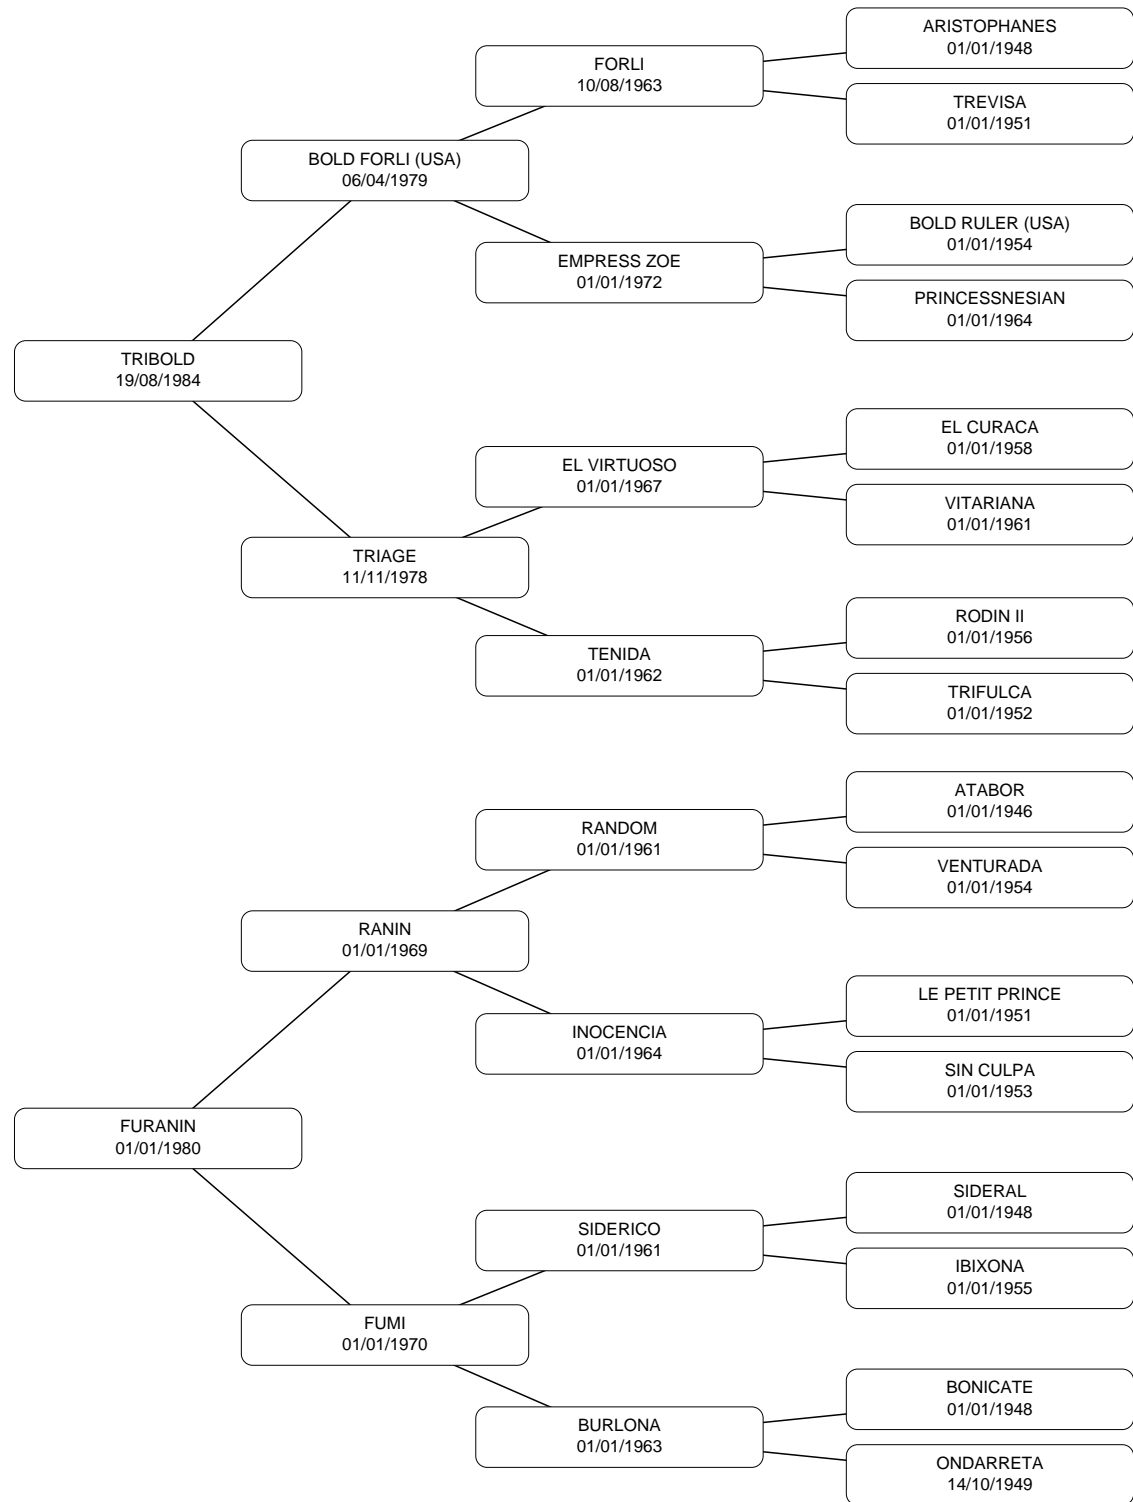 ARISTOPHANES
01/01/1948
FORLI
10/08/1963
TREVISA
01/01/1951
BOLD FORLI (USA)
06/04/1979
BOLD RULER (USA)
01/01/1954
EMPRESS ZOE
01/01/1972
PRINCESSNESIAN
01/01/1964
TRIBOLD
19/08/1984
EL CURACA
01/01/1958
EL VIRTUOSO
01/01/1967
VITARIANA
01/01/1961
TRIAGE
11/11/1978
RODIN II
01/01/1956
TENIDA
01/01/1962
TRIFULCA
01/01/1952
ATABOR
01/01/1946
RANDOM
01/01/1961
VENTURADA
01/01/1954
RANIN
01/01/1969
LE PETIT PRINCE
01/01/1951
INOCENCIA
01/01/1964
SIN CULPA
01/01/1953
FURANIN
01/01/1980
SIDERAL
01/01/1948
SIDERICO
01/01/1961
IBIXONA
01/01/1955
FUMI
01/01/1970
BONICATE
01/01/1948
BURLONA
01/01/1963
ONDARRETA
14/10/1949